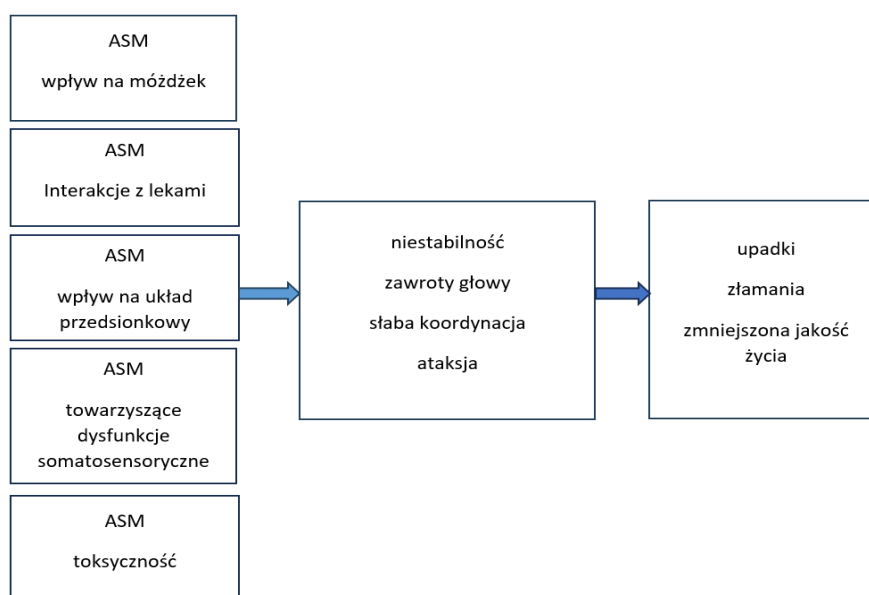 ASM
wpływ na móżdżek
ASM
Interakcje z lekami
ASM
wpływ na układ
przedsionkowy
ASM
towarzyszące
dysfunkcje
somatosensoryczne
ASM
toksyczność
niestabilność
zawroty głowy
słaba koordynacja
ataksja
upadki
złamania
zmniejszona jakość
życia